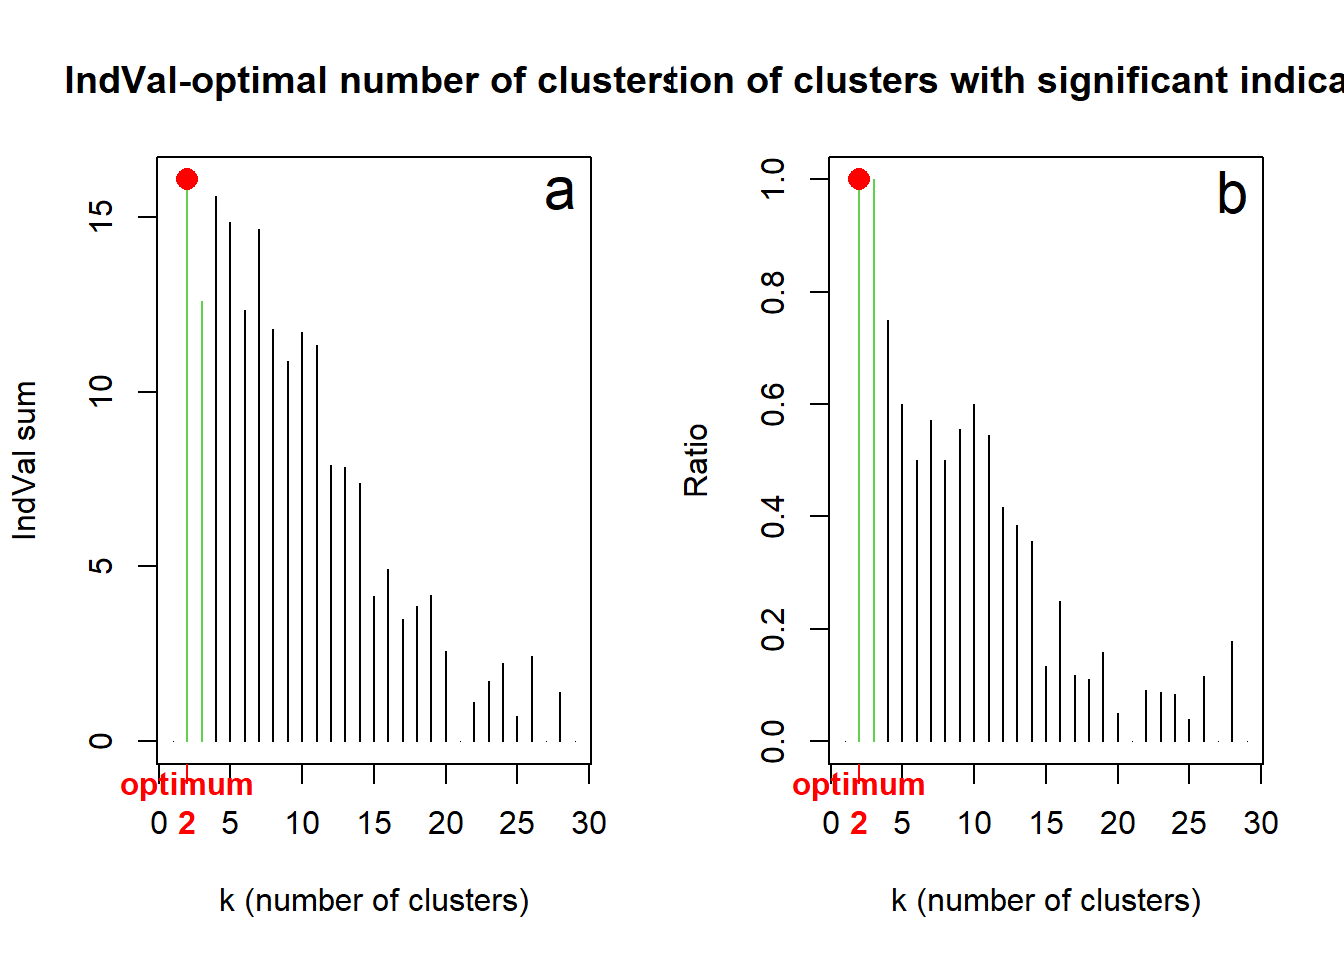 IndVal-optimal number of clusters
tion of clusters with significant indica
a
b
IndVal sum
0
5
10
15
optimum
0 2 5 10 15 20 25 30
k (number of clusters)
Ratio
0.0
0.2
0.4
0.6
0.8
1.0
optimum
0 2 5 10 15 20 25 30
k (number of clusters)